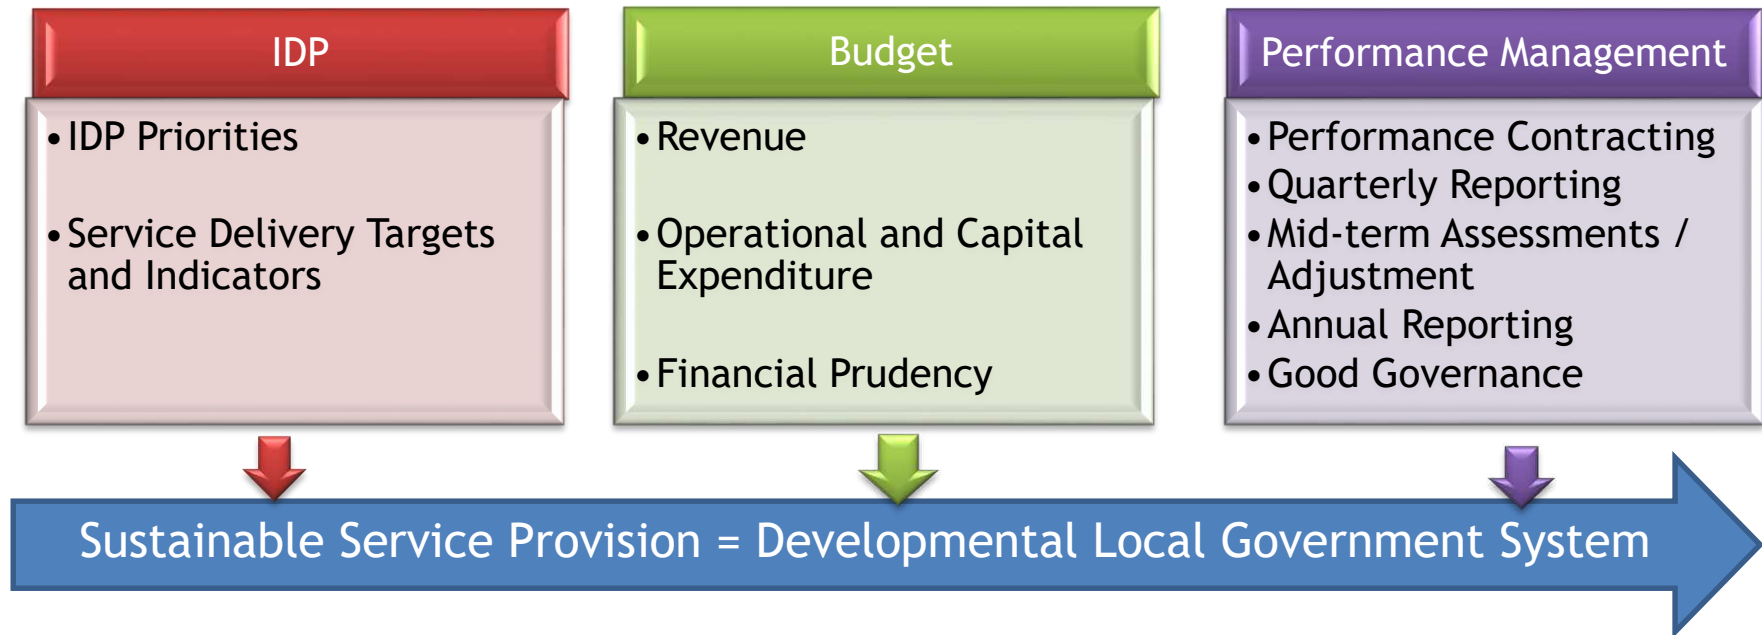 IDP
• IDP Priorities
• Service Delivery Targets
and Indicators
Budget
• Revenue
• Operational and Capital
Expenditure
• Financial Prudency
Performance Management
• Performance Contracting
• Quarterly Reporting
• Mid-term Assessments /
Adjustment
• Annual Reporting
• Good Governance
Sustainable Service Provision = Developmental Local Government System